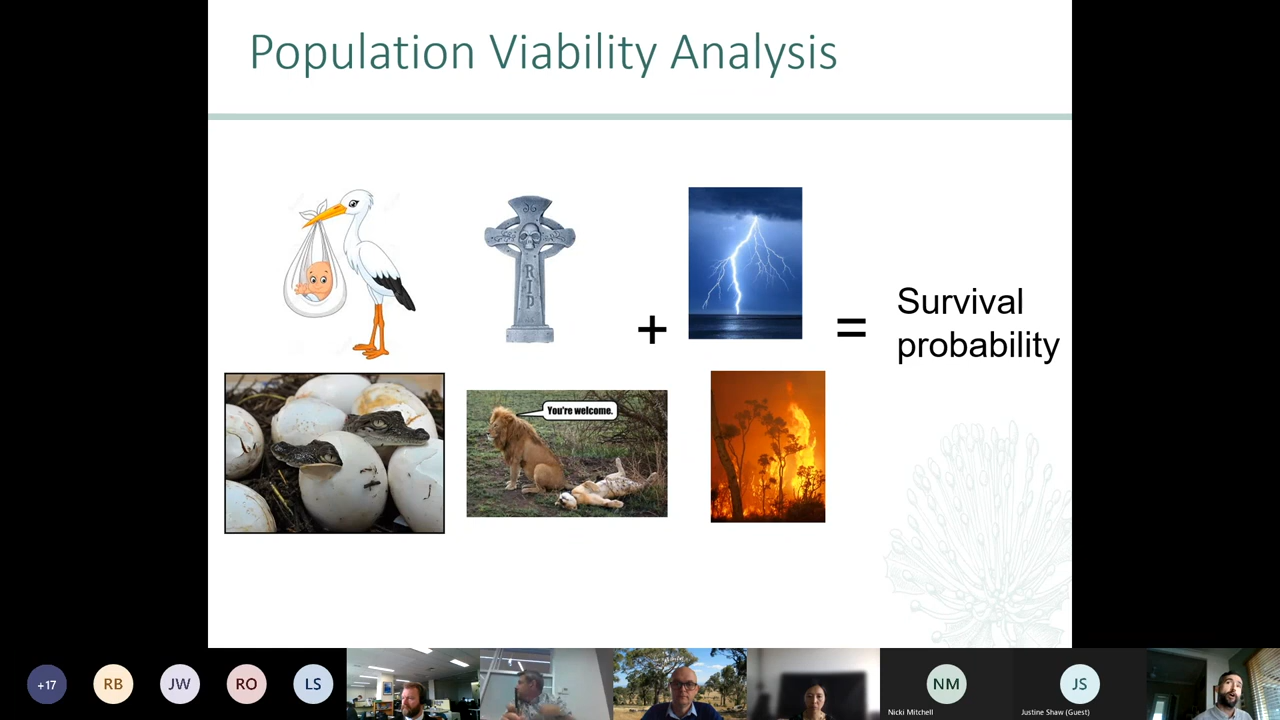 Population Viability Analysis
RIP
+
=
Survival
probability
You're welcome.
+17
RB
JW
RO
LS
NM
Nicki Mitchell
JS
Justine Shaw (Guest)